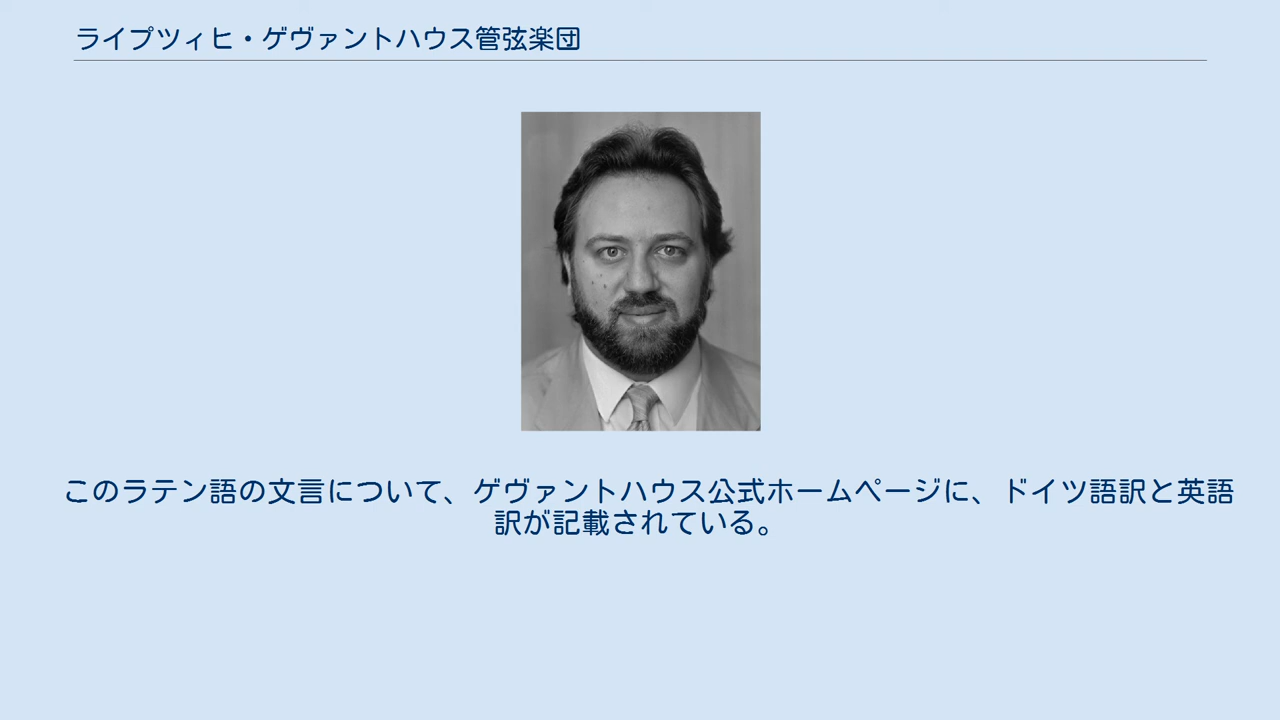 ライプツィヒ・ゲヴァントハウス管弦楽団
このラテン語の文言について、ゲヴァントハウス公式ホームページに、ドイツ語訳と英語
訳が記載されている。